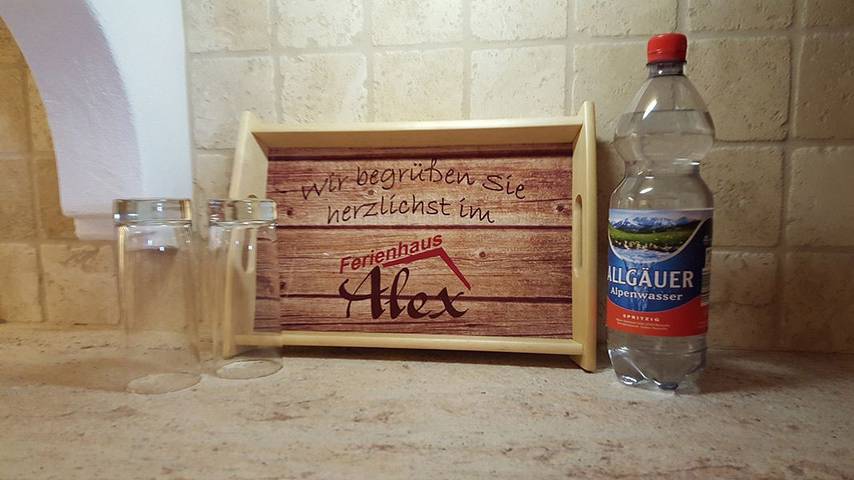 Wir begrüßen Sie
herzlichst im
Ferienhaus
Alex
ALLGÄUER
Alpenwasser
SPRITZIG